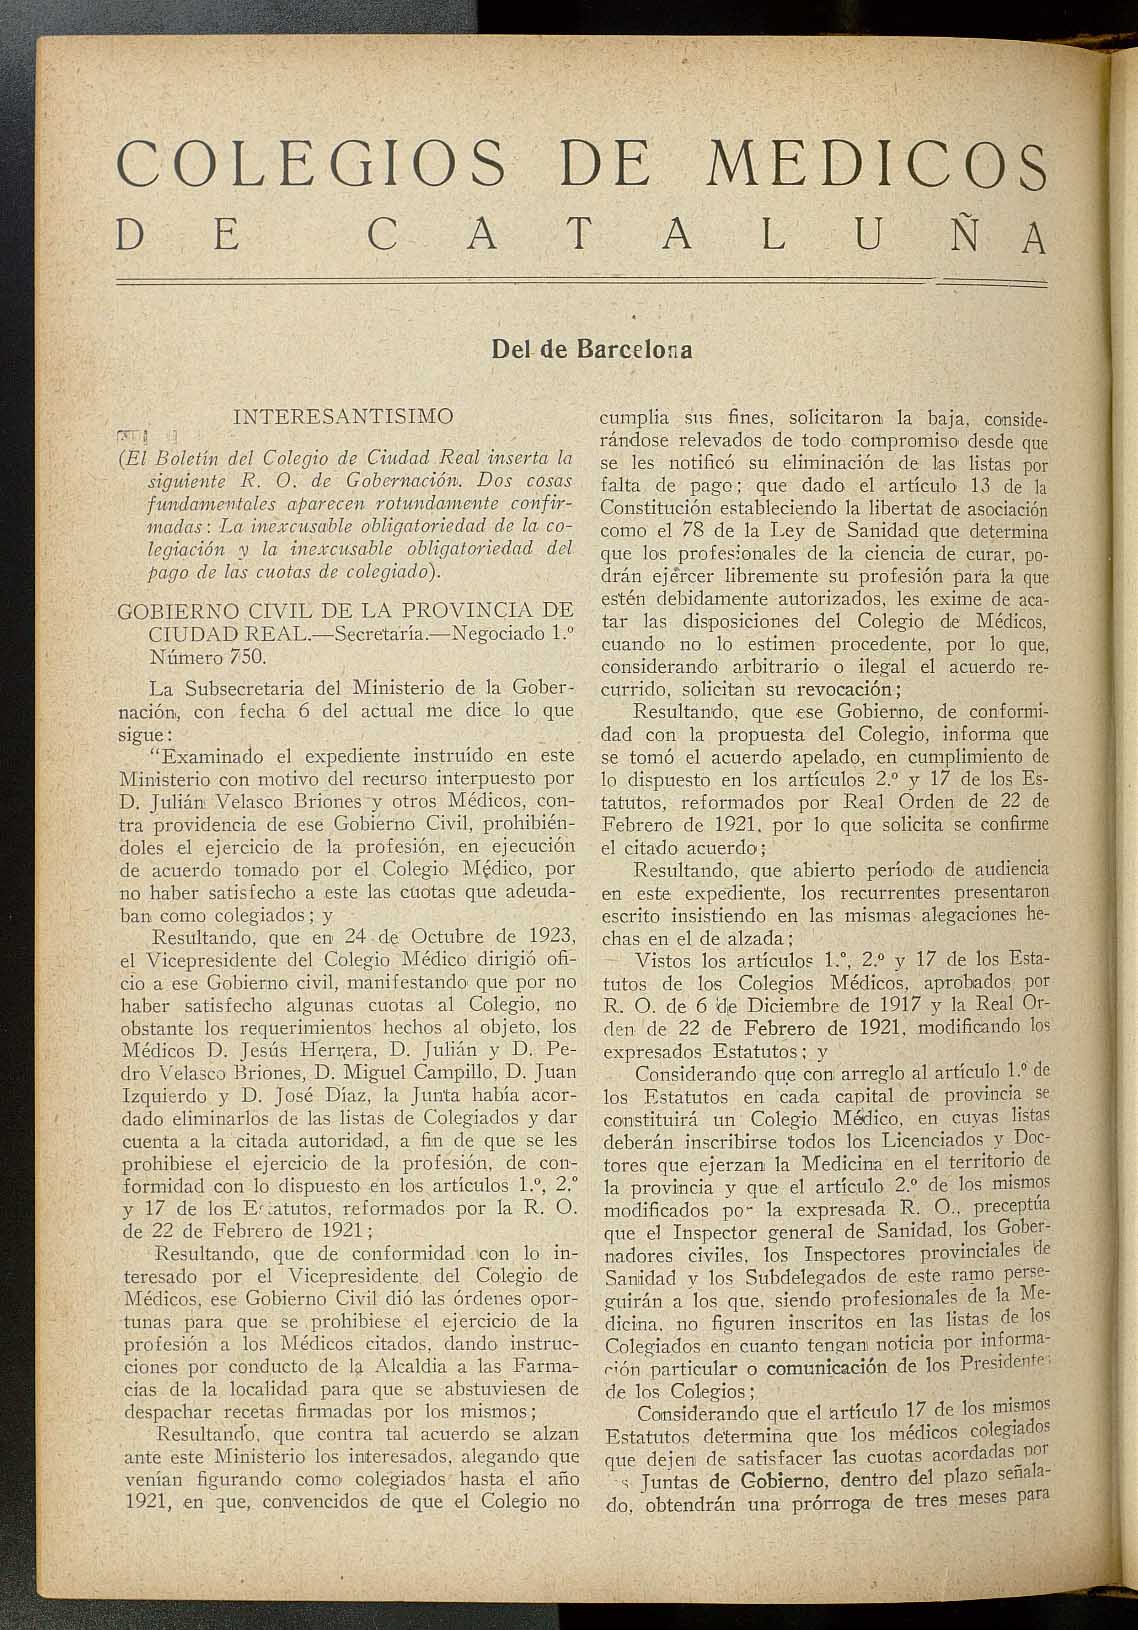 COLEGIOS DE MEDICOS
DE CATALUÑA
Del de Barcelona
INTERESANTISIMO
(El Boletín del Colegio de Ciudad Real inserta la
siguiente R. O. de Gobernación. Dos cosas
fundamentales aparecen rotundamente confir-
madas: La inexcusable obligatoriedad de la co-
legiación y la inexcusable obligatoriedad del
pago de las cuotas de colegiado).
GOBIERNO CIVIL DE LA PROVINCIA DE
CIUDAD REAL.—Secretaría.—Negociado 1.º
Número 750.
La Subsecretaria del Ministerio de la Gober-
nación, con fecha 6 del actual me dice lo que
sigue:
"Examinado el expediente instruído en este
Ministerio con motivo del recurso interpuesto por
D. Julián Velasco Briones y otros Médicos, con-
tra providencia de ese Gobierno Civil, prohibién-
doles el ejercicio de la profesión, en ejecución
de acuerdo tomado por el Colegio Médico, por
no haber satisfecho a este las cuotas que adeuda-
ban como colegiados; y
Resultando, que en 24 de Octubre de 1923,
el Vicepresidente del Colegio Médico dirigió ofi-
cio a ese Gobierno civil, manifestando que por no
haber satisfecho algunas cuotas al Colegio, no
obstante los requerimientos hechos al objeto, los
Médicos D. Jesús Herrera, D. Julián y D. Pe-
dro Velasco Briones, D. Miguel Campillo, D. Juan
Izquierdo y D. José Díaz, la Junta había acor-
dado eliminarlos de las listas de Colegiados y dar
cuenta a la citada autoridad, a fin de que se les
prohibiese el ejercicio de la profesión, de con-
formidad con lo dispuesto en los artículos 1.º, 2.º
y 17 de los Estatutos, reformados por la R. O.
de 22 de Febrero de 1921;
Resultando, que de conformidad con lo in-
teresado por el Vicepresidente del Colegio de
Médicos, ese Gobierno Civil dió las órdenes opor-
tunas para que se prohibiese el ejercicio de la
profesión a los Médicos citados, dando instruc-
ciones por conducto de la Alcaldia a las Farma-
cias de la localidad para que se abstuviesen de
despachar recetas firmadas por los mismos;
Resultando, que contra tal acuerdo se alzan
ante este Ministerio los interesados, alegando que
venían figurando como colegiados hasta el año
1921, en que, convencidos de que el Colegio no
cumplia sus fines, solicitaron la baja, conside-
rándose relevados de todo compromiso desde que
se les notificó su eliminación de las listas por
falta de pago; que dado el artículo 13 de la
Constitución estableciendo la libertat de asociación
como el 78 de la Ley de Sanidad que determina
que los profesionales de la ciencia de curar, po-
drán ejercer libremente su profesión para la que
estén debidamente autorizados, les exime de aca-
tar las disposiciones del Colegio de Médicos,
cuando no lo estimen procedente, por lo que,
considerando arbitrario o ilegal el acuerdo re-
currido, solicitan su revocación;
Resultando, que ese Gobierno, de conformi-
dad con la propuesta del Colegio, informa que
se tomó el acuerdo apelado, en cumplimiento de
lo dispuesto en los artículos 2.º y 17 de los Es-
tatutos, reformados por Real Orden de 22 de
Febrero de 1921, por lo que solicita se confirme
el citado acuerdo;
Resultando, que abierto período de audiencia
en este expediente, los recurrentes presentaron
escrito insistiendo en las mismas alegaciones he-
chas en el de alzada;
Vistos los artículos 1.º, 2.º y 17 de los Esta-
tutos de los Colegios Médicos, aprobados por
R. O. de 6 de Diciembre de 1917 y la Real Or-
den de 22 de Febrero de 1921, modificando los
expresados Estatutos; y
Considerando que con arreglo al artículo 1.º de
los Estatutos en cada capital de provincia se
constituirá un Colegio Médico, en cuyas listas
deberán inscribirse todos los Licenciados y Doc-
tores que ejerzan la Medicina en el territorio de
la provincia y que el artículo 2.º de los mismos
modificados por la expresada R. O., preceptúa
que el Inspector general de Sanidad, los Gober-
nadores civiles, los Inspectores provinciales de
Sanidad y los Subdelegados de este ramo perse-
guirán a los que, siendo profesionales de la Me-
dicina, no figuren inscritos en las listas de los
Colegiados en cuanto tengan noticia por informa-
ción particular o comunicación de los Presidentes
de los Colegios;
Considerando que el artículo 17 de los mismos
Estatutos determina que los médicos colegiados
que dejen de satisfacer las cuotas acordadas por
Juntas de Gobierno, dentro del plazo señala-
do, obtendrán una prórroga de tres meses para